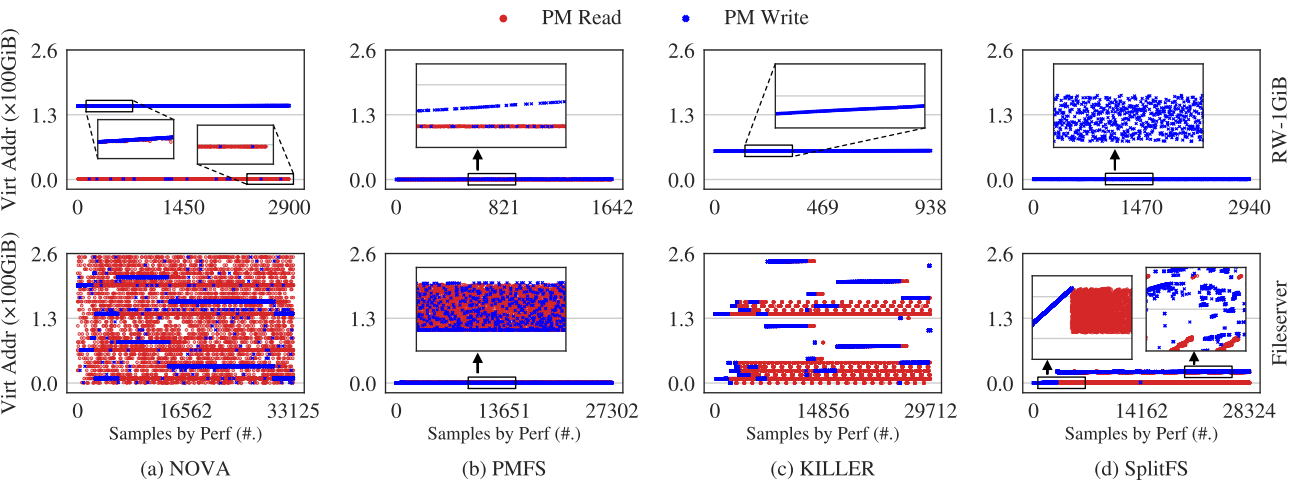 PM Read PM Write
Virt Addr (×100GiB)
2.6
1.3
0.0
0 1450 2900
2.6
1.3
0.0
0 821 1642
2.6
1.3
0.0
0 469 938
2.6
1.3
0.0
0 1470 2940
RW-1GiB
Virt Addr (×100GiB)
2.6
1.3
0.0
0 16562 33125
Samples by Perf (#.)
(a) NOVA
2.6
1.3
0.0
0 13651 27302
Samples by Perf (#.)
(b) PMFS
2.6
1.3
0.0
0 14856 29712
Samples by Perf (#.)
(c) KILLER
2.6
1.3
0.0
0 14162 28324
Samples by Perf (#.)
(d) SplitFS
Fileserver